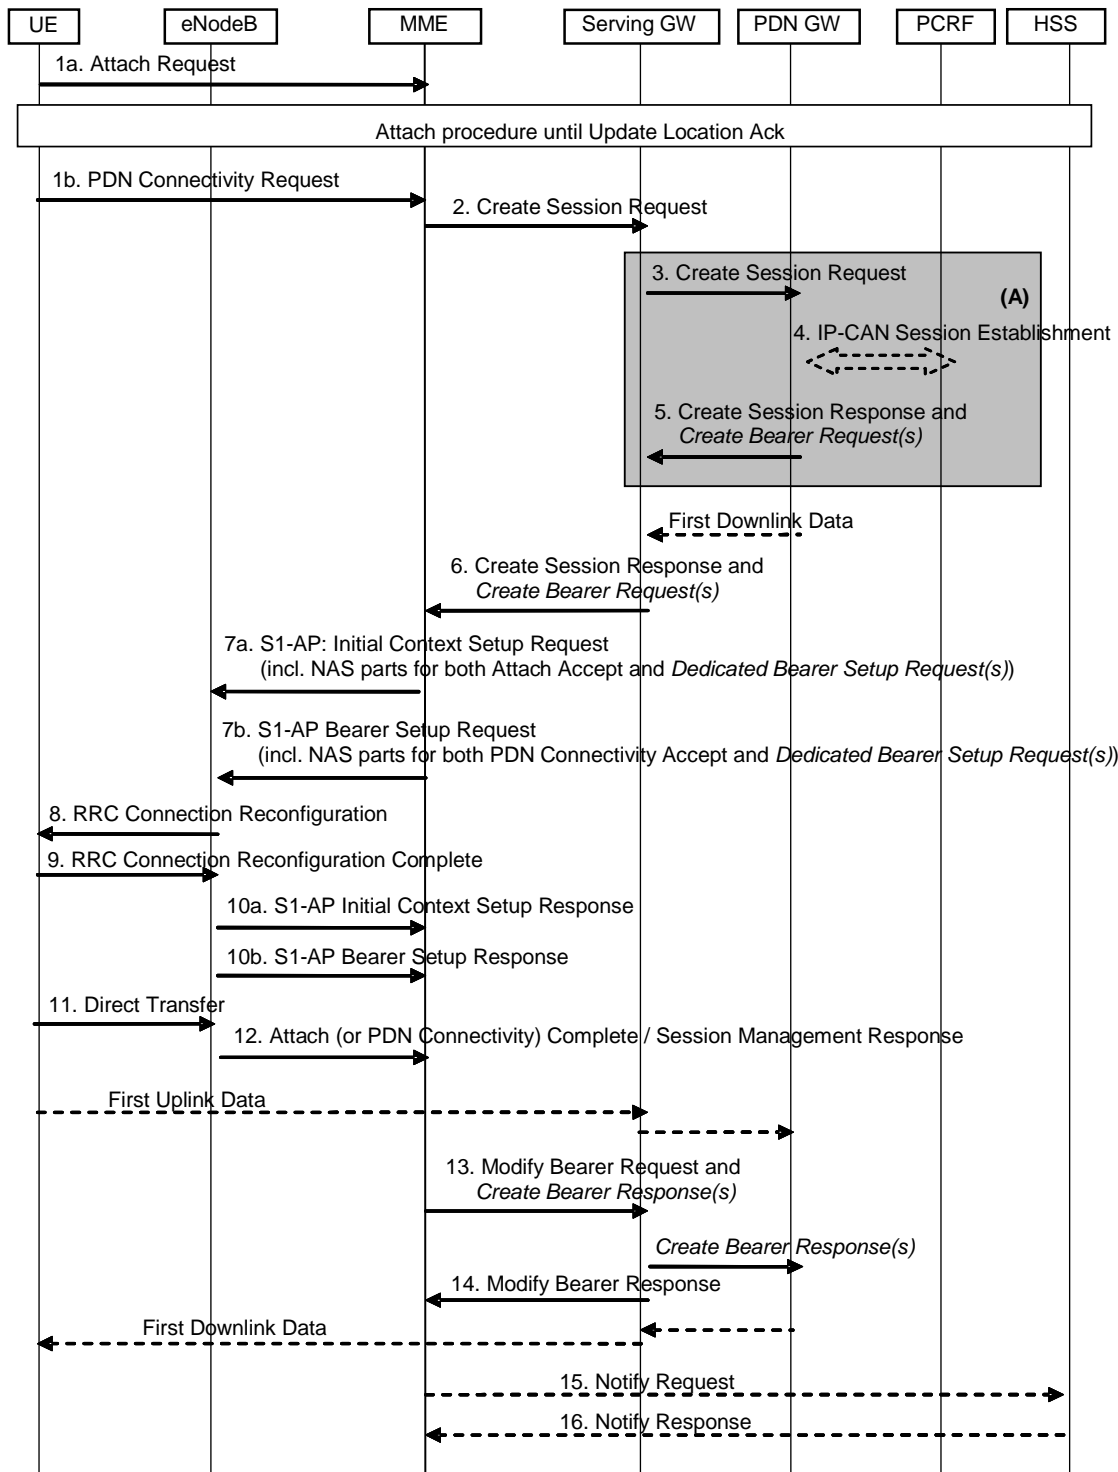 UE
eNodeB
MME
Serving GW
PDN GW
PCRF
HSS
1a. Attach Request
Attach procedure until Update Location Ack
1b. PDN Connectivity Request
2. Create Session Request
3. Create Session Request
(A)
4. IP-CAN Session Establishment
5. Create Session Response and
Create Bearer Request(s)
First Downlink Data
6. Create Session Response and
Create Bearer Request(s)
7a. S1-AP: Initial Context Setup Request
(incl. NAS parts for both Attach Accept and Dedicated Bearer Setup Request(s))
7b. S1-AP Bearer Setup Request
(incl. NAS parts for both PDN Connectivity Accept and Dedicated Bearer Setup Request(s))
8. RRC Connection Reconfiguration
9. RRC Connection Reconfiguration Complete
10a. S1-AP Initial Context Setup Response
10b. S1-AP Bearer Setup Response
11. Direct Transfer
12. Attach (or PDN Connectivity) Complete / Session Management Response
First Uplink Data
13. Modify Bearer Request and
Create Bearer Response(s)
Create Bearer Response(s)
14. Modify Bearer Response
First Downlink Data
15. Notify Request
16. Notify Response